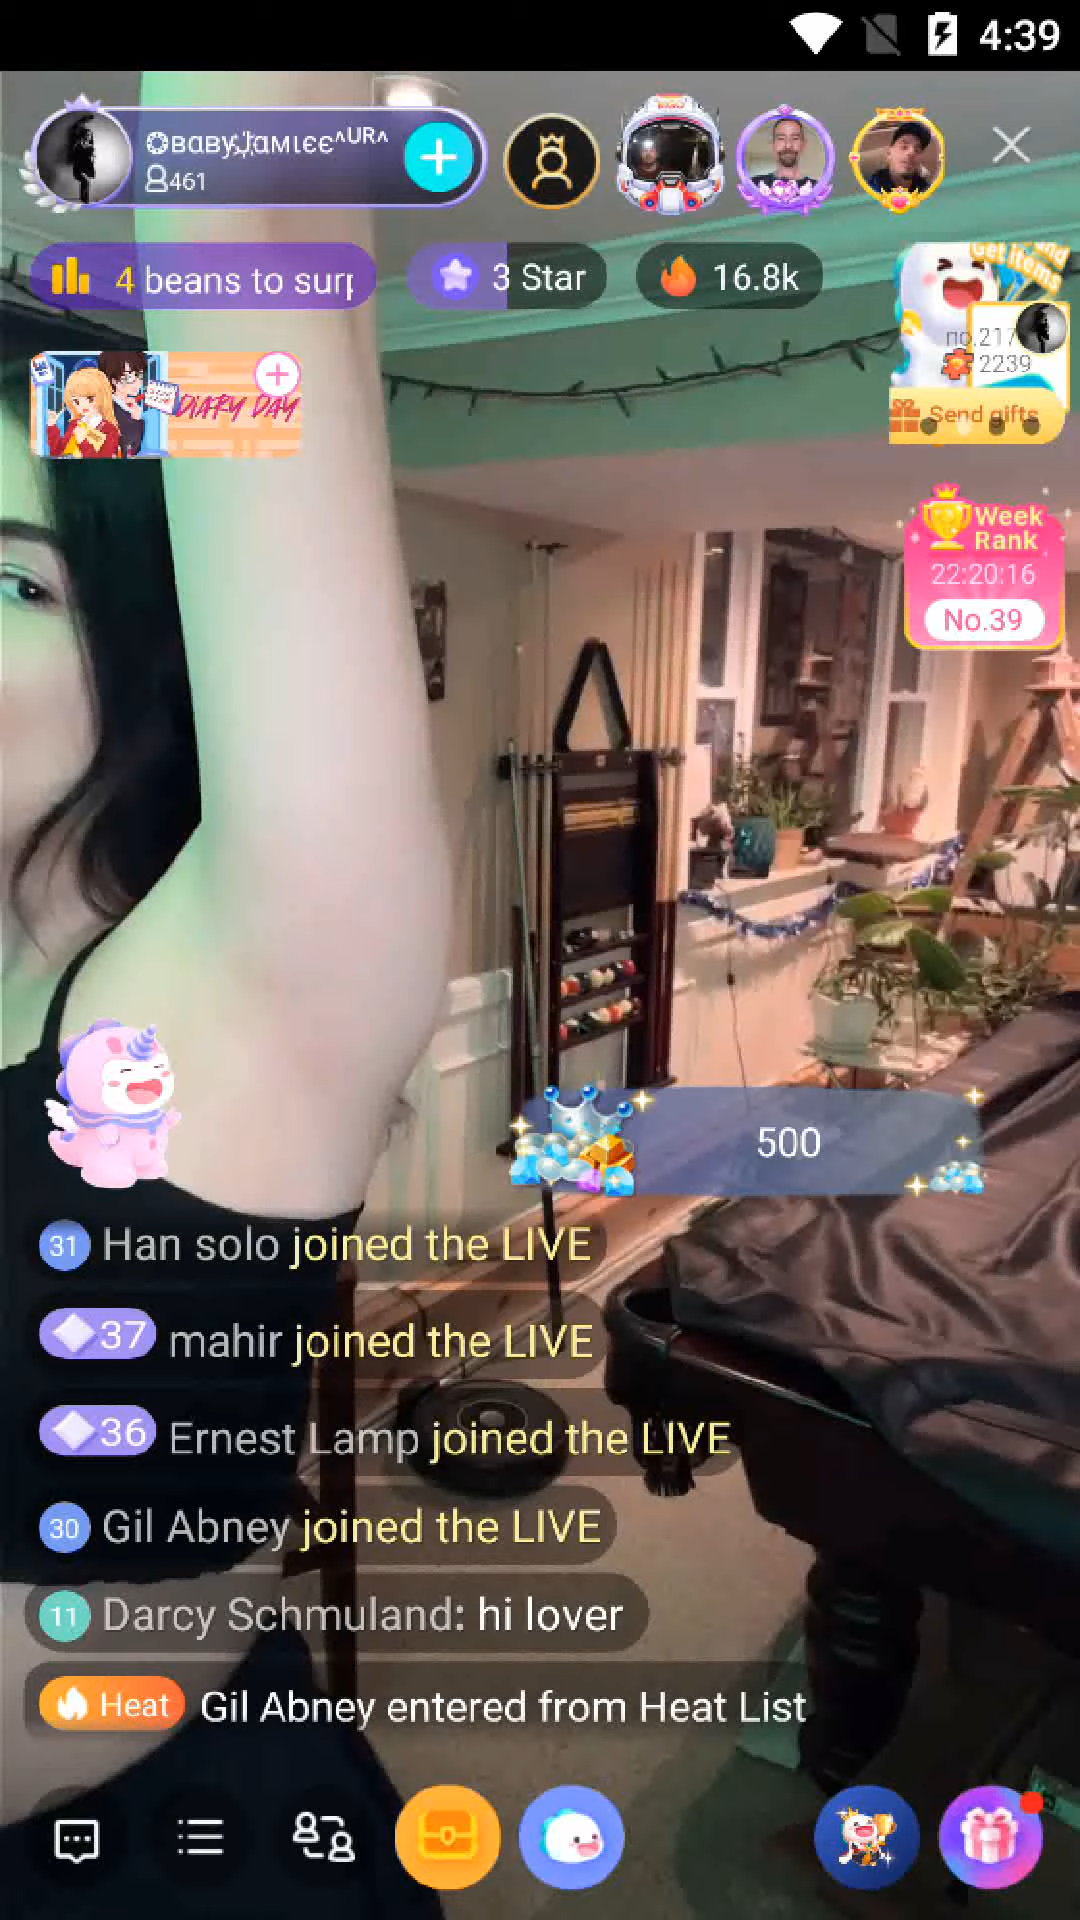 4:39
❂ʙɑʙyJɑᴍɩєє^ᵁᴿ^
461
4 beans to surp
3 Star
16.8k
Get items
no.217
2239
Send gifts
DIARY DAY
Week
Rank
22:20:16
No.39
500
31 Han solo joined the LIVE
37 mahir joined the LIVE
36 Ernest Lamp joined the LIVE
30 Gil Abney joined the LIVE
11 Darcy Schmuland: hi lover
Heat Gil Abney entered from Heat List